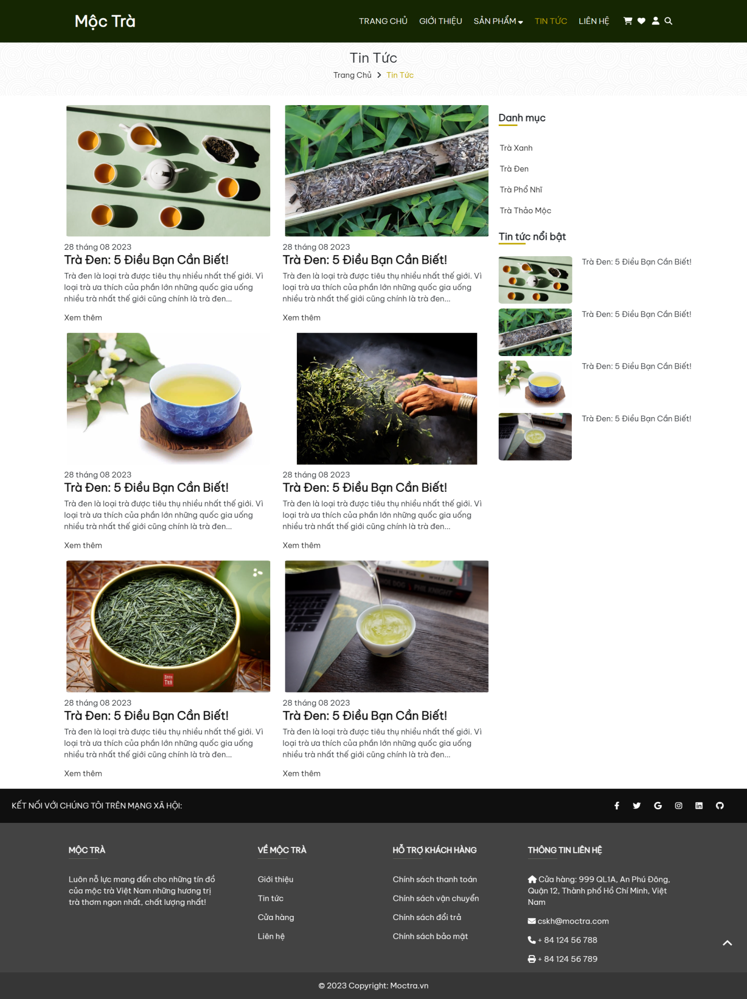 Mộc Trà
TRANG CHỦ GIỚI THIỆU SẢN PHẨM TIN TỨC LIÊN HỆ
Tin Tức
Trang Chủ Tin Tức
28 tháng 08 2023
Trà Đen: 5 Điều Bạn Cần Biết!
Trà đen là loại trà được tiêu thụ nhiều nhất thế giới. Vì
loại trà ưa thích của phần lớn những quốc gia uống
nhiều trà nhất thế giới cũng chính là trà đen...
Xem thêm
28 tháng 08 2023
Trà Đen: 5 Điều Bạn Cần Biết!
Trà đen là loại trà được tiêu thụ nhiều nhất thế giới. Vì
loại trà ưa thích của phần lớn những quốc gia uống
nhiều trà nhất thế giới cũng chính là trà đen...
Xem thêm
28 tháng 08 2023
Trà Đen: 5 Điều Bạn Cần Biết!
Trà đen là loại trà được tiêu thụ nhiều nhất thế giới. Vì
loại trà ưa thích của phần lớn những quốc gia uống
nhiều trà nhất thế giới cũng chính là trà đen...
Xem thêm
28 tháng 08 2023
Trà Đen: 5 Điều Bạn Cần Biết!
Trà đen là loại trà được tiêu thụ nhiều nhất thế giới. Vì
loại trà ưa thích của phần lớn những quốc gia uống
nhiều trà nhất thế giới cũng chính là trà đen...
Xem thêm
DANH
TRÀ
28 tháng 08 2023
Trà Đen: 5 Điều Bạn Cần Biết!
Trà đen là loại trà được tiêu thụ nhiều nhất thế giới. Vì
loại trà ưa thích của phần lớn những quốc gia uống
nhiều trà nhất thế giới cũng chính là trà đen...
Xem thêm
Daniel H. Pink WHEN
SHOE DOG PHIL KNIGHT
28 tháng 08 2023
Trà Đen: 5 Điều Bạn Cần Biết!
Trà đen là loại trà được tiêu thụ nhiều nhất thế giới. Vì
loại trà ưa thích của phần lớn những quốc gia uống
nhiều trà nhất thế giới cũng chính là trà đen...
Xem thêm
Danh mục
Trà Xanh
Trà Đen
Trà Phổ Nhĩ
Trà Thảo Mộc
Tin tức nổi bật
Trà Đen: 5 Điều Bạn Cần Biết!
Trà Đen: 5 Điều Bạn Cần Biết!
Trà Đen: 5 Điều Bạn Cần Biết!
Trà Đen: 5 Điều Bạn Cần Biết!
KẾT NỐI VỚI CHÚNG TÔI TRÊN MẠNG XÃ HỘI:
MỘC TRÀ
Luôn nỗ lực mang đến cho những tín đồ
của mộc trà Việt Nam những hương trị
trà thơm ngon nhất, chất lượng nhất!
VỀ MỘC TRÀ
Giới thiệu
Tin tức
Cửa hàng
Liên hệ
HỖ TRỢ KHÁCH HÀNG
Chính sách thanh toán
Chính sách vận chuyển
Chính sách đổi trả
Chính sách bảo mật
THÔNG TIN LIÊN HỆ
Cửa hàng: 999 QL1A, An Phú Đông,
Quận 12, Thành phố Hồ Chí Minh, Việt
Nam
cskh@moctra.com
+ 84 124 56 788
+ 84 124 56 789
© 2023 Copyright: Moctra.vn